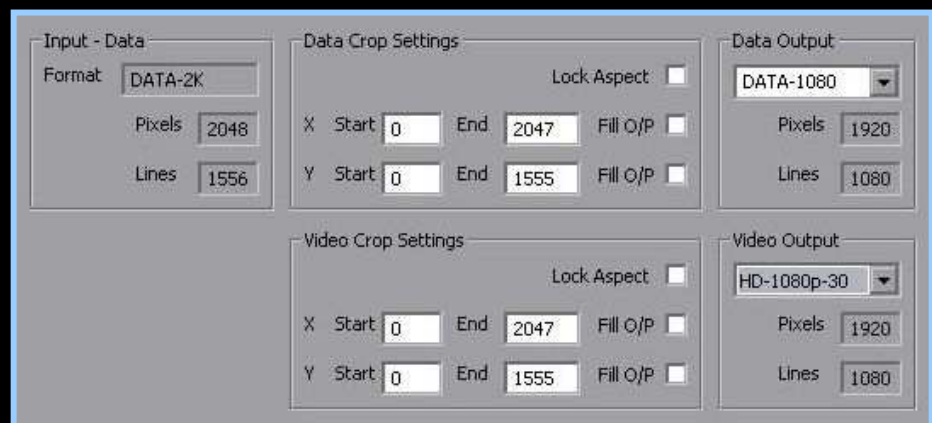 Input - Data
Format DATA-2K
Pixels 2048
Lines 1556
Data Crop Settings
Lock Aspect
X Start 0 End 2047 Fill O/P
Y Start 0 End 1555 Fill O/P
Data Output
DATA-1080
Pixels 1920
Lines 1080
Video Crop Settings
Lock Aspect
X Start 0 End 2047 Fill O/P
Y Start 0 End 1555 Fill O/P
Video Output
HD-1080p-30
Pixels 1920
Lines 1080